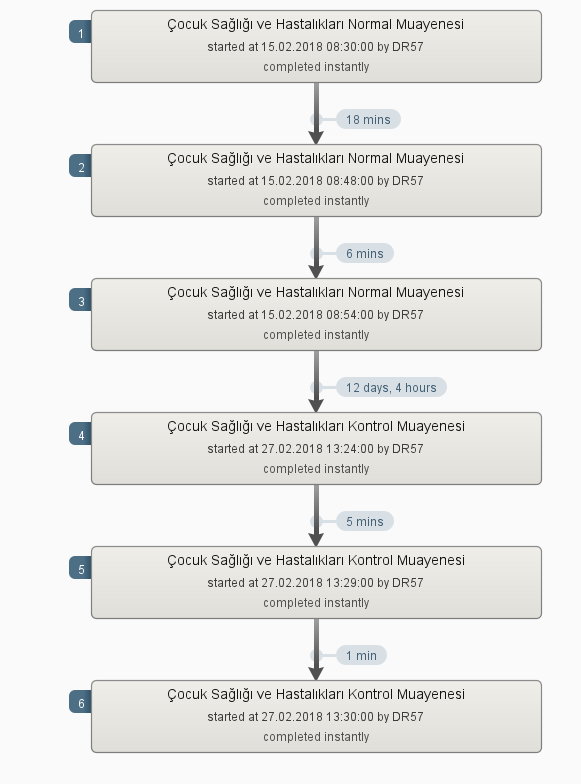 1
Çocuk Sağlığı ve Hastalıkları Normal Muayenesi
started at 15.02.2018 08:30:00 by DR57
completed instantly
18 mins
2
Çocuk Sağlığı ve Hastalıkları Normal Muayenesi
started at 15.02.2018 08:48:00 by DR57
completed instantly
6 mins
3
Çocuk Sağlığı ve Hastalıkları Normal Muayenesi
started at 15.02.2018 08:54:00 by DR57
completed instantly
12 days, 4 hours
4
Çocuk Sağlığı ve Hastalıkları Kontrol Muayenesi
started at 27.02.2018 13:24:00 by DR57
completed instantly
5 mins
5
Çocuk Sağlığı ve Hastalıkları Kontrol Muayenesi
started at 27.02.2018 13:29:00 by DR57
completed instantly
1 min
6
Çocuk Sağlığı ve Hastalıkları Kontrol Muayenesi
started at 27.02.2018 13:30:00 by DR57
completed instantly